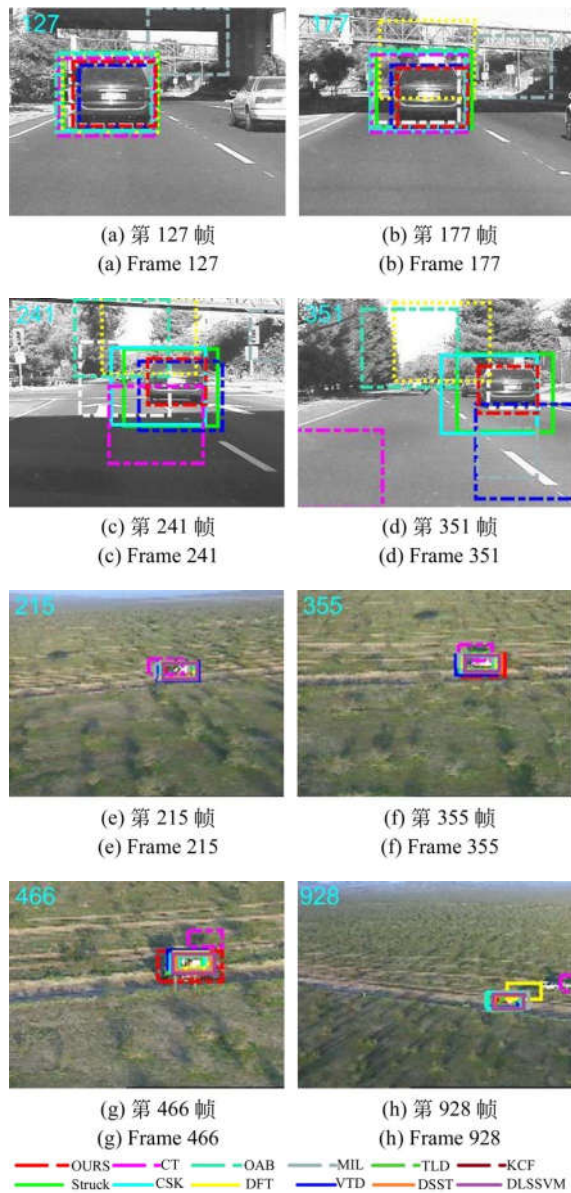 127
177
(a) 第 127 帧
(a) Frame 127
(b) 第 177 帧
(b) Frame 177
241
351
(c) 第 241 帧
(c) Frame 241
(d) 第 351 帧
(d) Frame 351
215
355
(e) 第 215 帧
(e) Frame 215
(f) 第 355 帧
(f) Frame 355
466
928
(g) 第 466 帧
(g) Frame 466
(h) 第 928 帧
(h) Frame 928
OURS CT OAB MIL TLD KCF
Struck CSK DFT VTD DSST DLSSVM